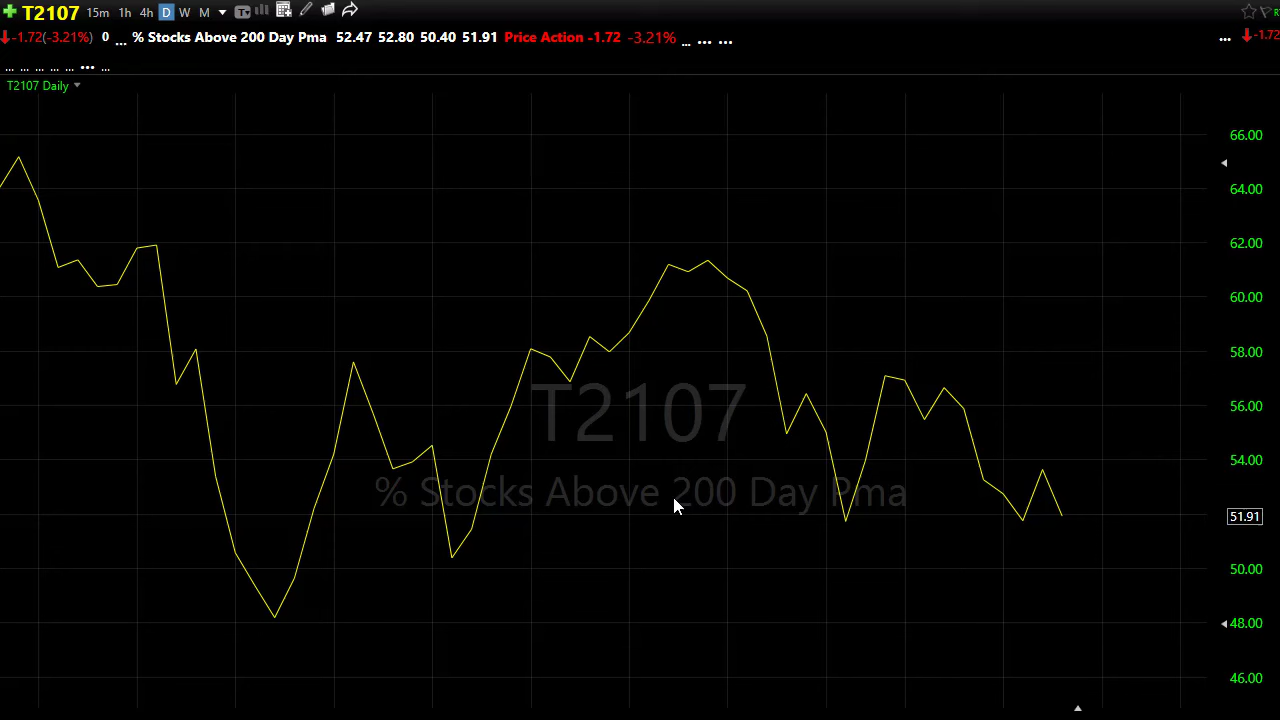 T2107 15m 1h 4h D W M T
-1.72(-3.21%) 0 ... % Stocks Above 200 Day Pma 52.47 52.80 50.40 51.91 Price Action -1.72 -3.21% ... ... ... ... -1.72
... ... ... ... ... ... ...
T2107 Daily
66.00
64.00
62.00
60.00
58.00
56.00
T2107
54.00
% Stocks Above 200 Day Pma
51.91
50.00
48.00
46.00